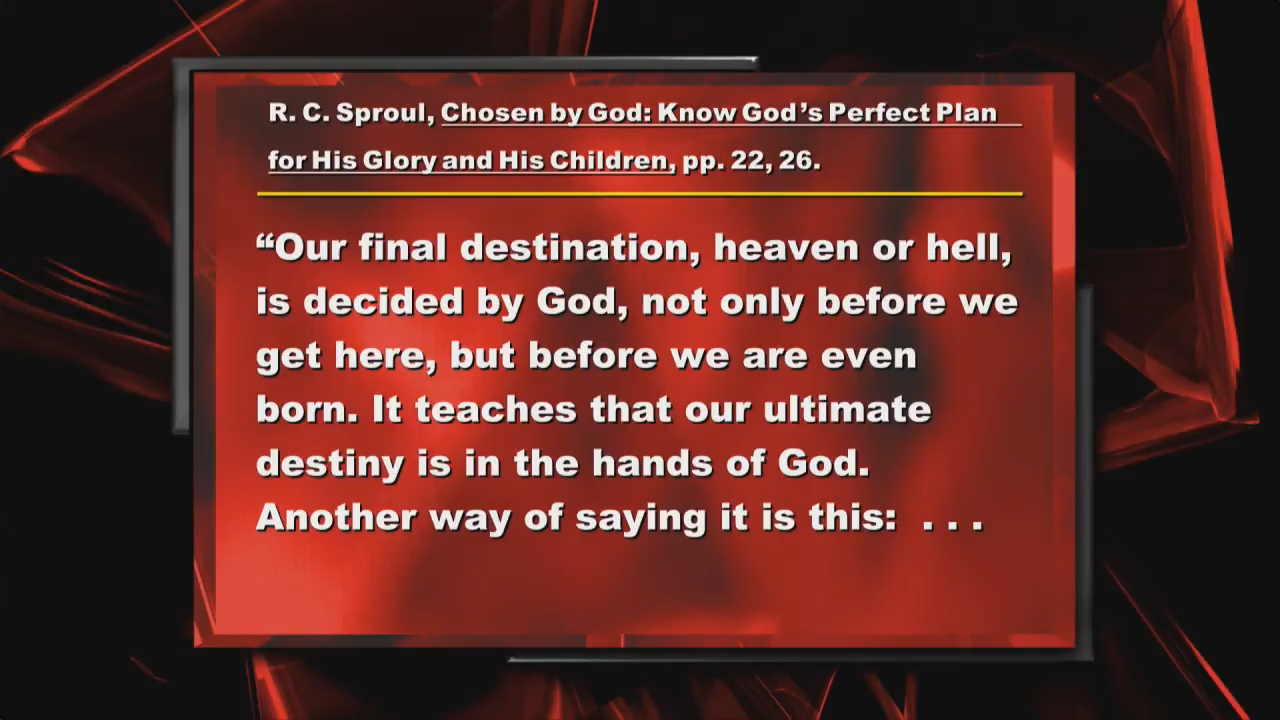 R. C. Sproul, Chosen by God: Know God’s Perfect Plan
for His Glory and His Children, pp. 22, 26.
“Our final destination, heaven or hell,
is decided by God, not only before we
get here, but before we are even
born. It teaches that our ultimate
destiny is in the hands of God.
Another way of saying it is this: . . .